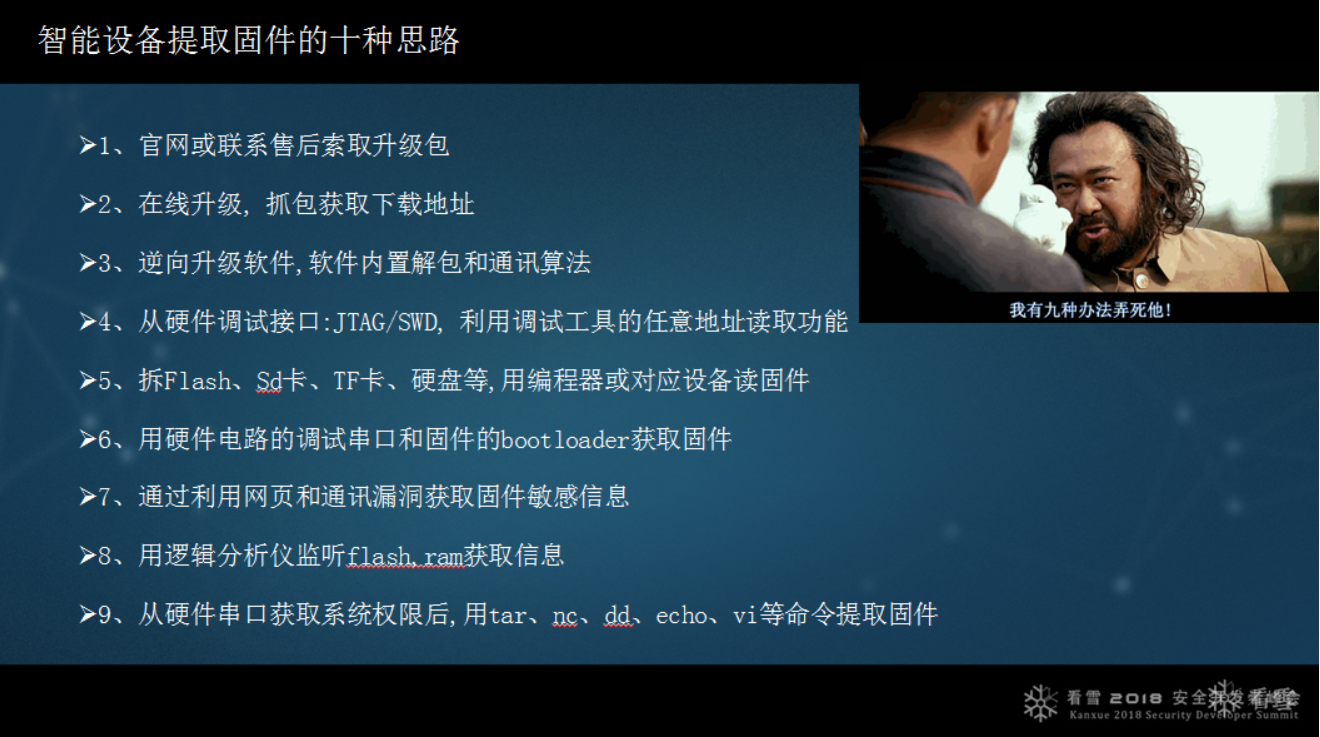 智能设备提取固件的十种思路
➢1、官网或联系售后索取升级包
➢2、在线升级, 抓包获取下载地址
➢3、逆向升级软件,软件内置解包和通讯算法
➢4、从硬件调试接口:JTAG/SWD, 利用调试工具的任意地址读取功能
➢5、拆Flash、Sd卡、TF卡、硬盘等,用编程器或对应设备读固件
➢6、用硬件电路的调试串口和固件的bootloader获取固件
➢7、通过利用网页和通讯漏洞获取固件敏感信息
➢8、用逻辑分析仪监听flash,ram获取信息
➢9、从硬件串口获取系统权限后,用tar、nc、dd、echo、vi等命令提取固件
我有九种办法弄死他!
看雪 2018 安全开发者峰会
Kanxue 2018 Security Developer Summit
看雪